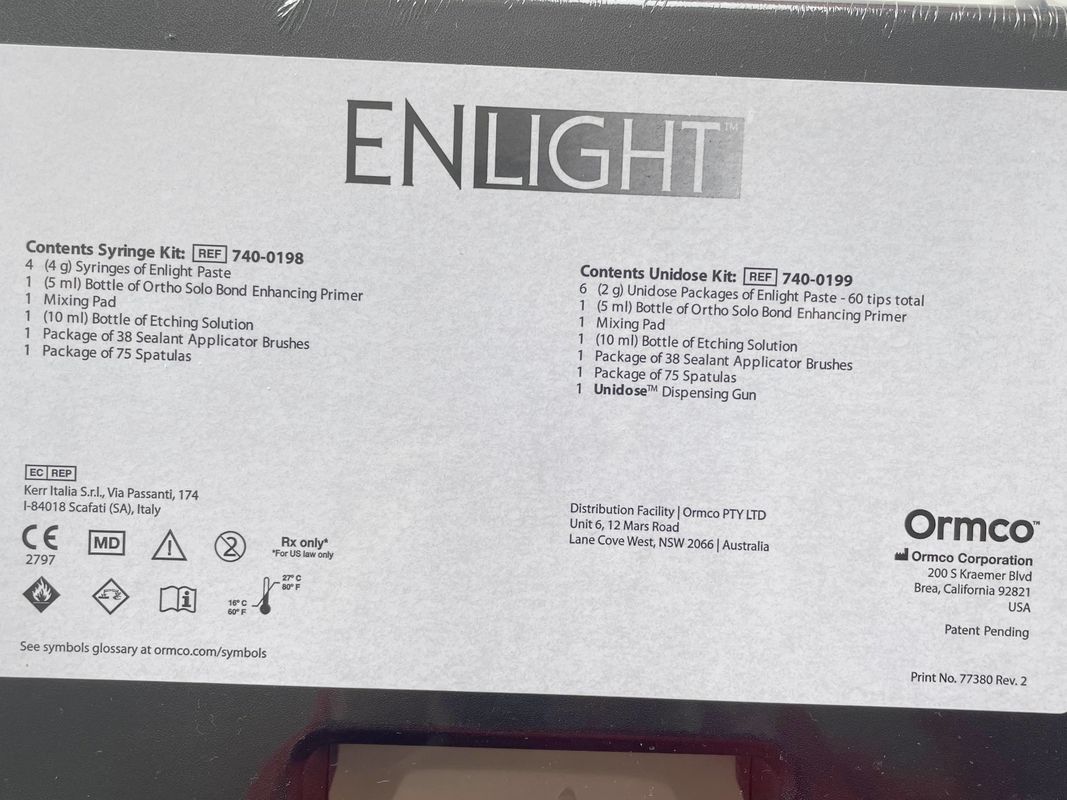 ENLIGHT™
Contents Syringe Kit: REF 740-0198
4 (4 g) Syringes of Enlight Paste
1 (5 ml) Bottle of Ortho Solo Bond Enhancing Primer
1 Mixing Pad
1 (10 ml) Bottle of Etching Solution
1 Package of 38 Sealant Applicator Brushes
1 Package of 75 Spatulas
Contents Unidose Kit: REF 740-0199
6 (2 g) Unidose Packages of Enlight Paste - 60 tips total
1 (5 ml) Bottle of Ortho Solo Bond Enhancing Primer
1 Mixing Pad
1 (10 ml) Bottle of Etching Solution
1 Package of 38 Sealant Applicator Brushes
1 Package of 75 Spatulas
1 Unidose™ Dispensing Gun
EC REP
Kerr Italia S.r.l., Via Passanti, 174
I-84018 Scafati (SA), Italy
CE
2797
MD
2
Rx only*
*For US law only
27° C
80° F
16° C
60° F
See symbols glossary at ormco.com/symbols
Distribution Facility | Ormco PTY LTD
Unit 6, 12 Mars Road
Lane Cove West, NSW 2066 | Australia
Ormco™
Ormco Corporation
200 S Kraemer Blvd
Brea, California 92821
USA
Patent Pending
Print No. 77380 Rev. 2